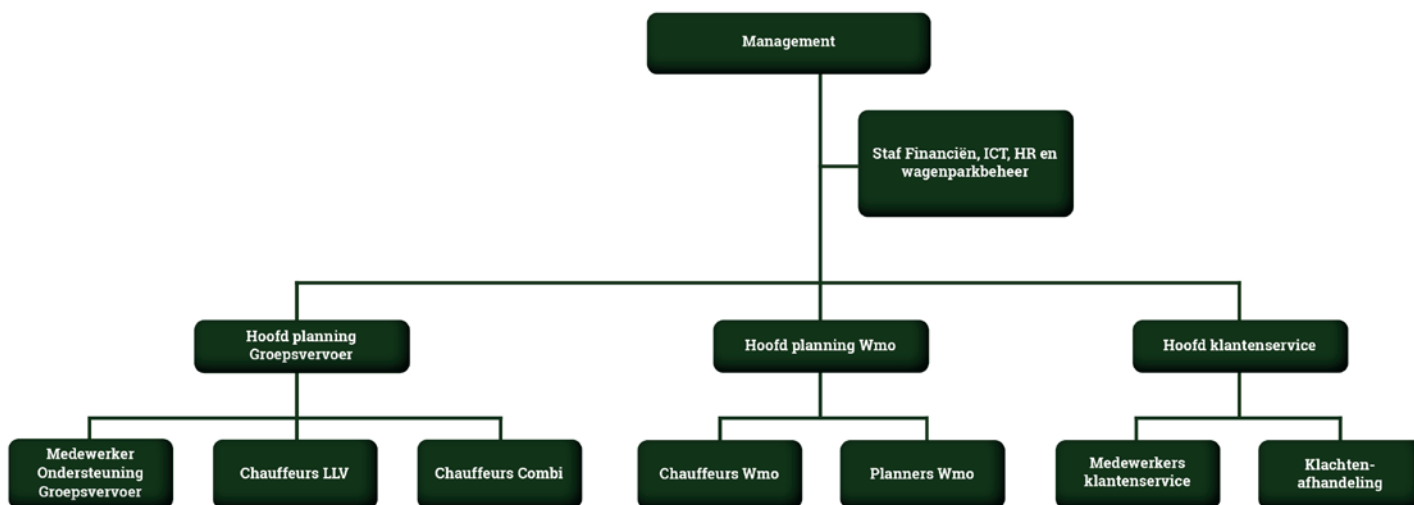 Management
Staf Financiën, ICT, HR en
wagenparkbeheer
Hoofd planning
Groepsvervoer
Hoofd planning Wmo
Hoofd klantenservice
Medewerker
Ondersteuning
Groepsvervoer
Chauffeurs LLV
Chauffeurs Combi
Chauffeurs Wmo
Planners Wmo
Medewerkers
klantenservice
Klachten-
afhandeling